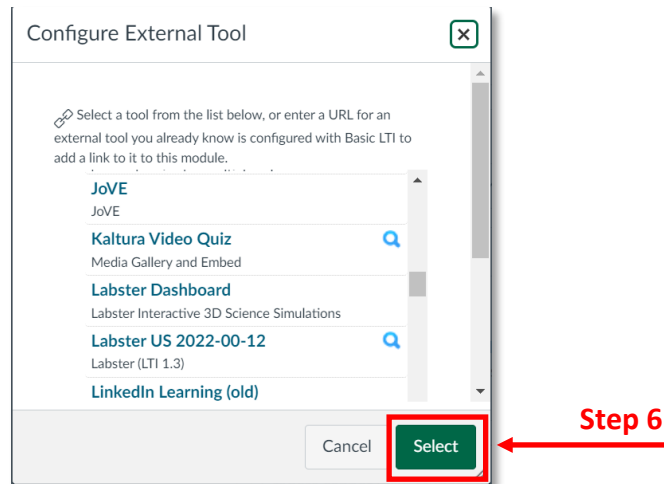 Configure External Tool
Select a tool from the list below, or enter a URL for an
external tool you already know is configured with Basic LTI to
add a link to it to this module.
JoVE
JoVE
Kaltura Video Quiz
Media Gallery and Embed
Labster Dashboard
Labster Interactive 3D Science Simulations
Labster US 2022-00-12
Labster (LTI 1.3)
LinkedIn Learning (old)
Cancel Select
Step 6